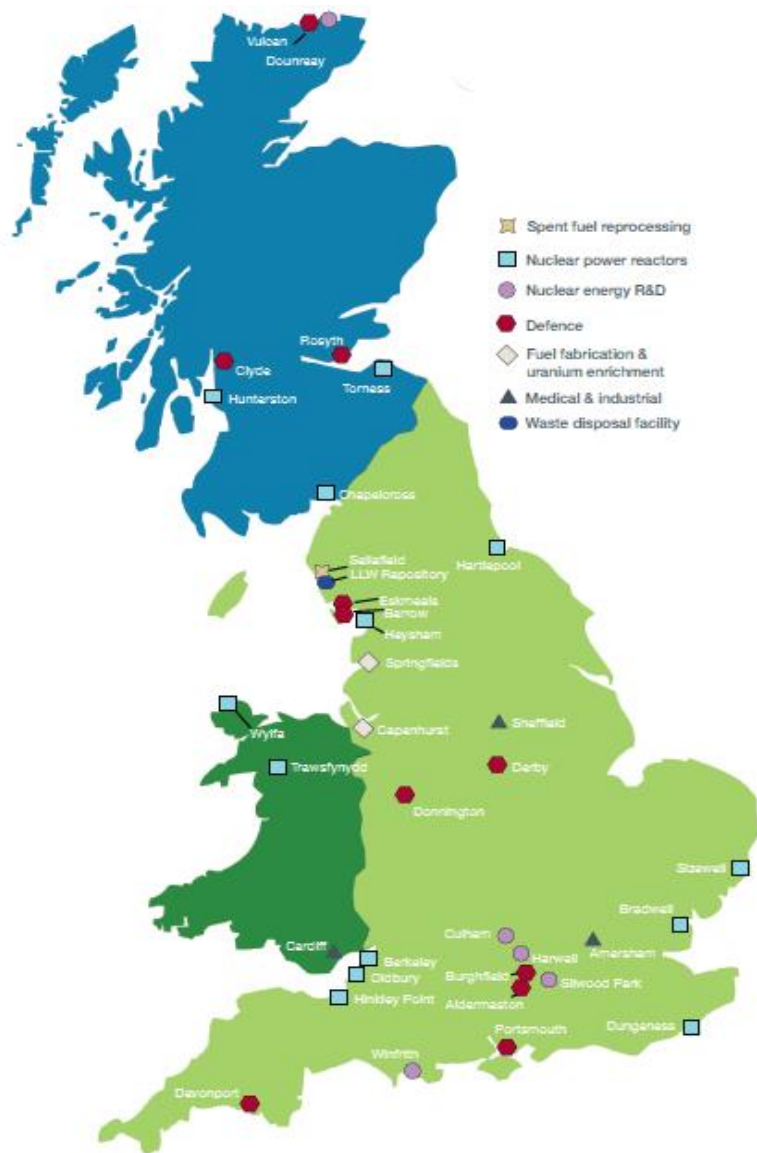 Vulcan
Dounreay
Spent fuel reprocessing
Nuclear power reactors
Nuclear energy R&D
Defence
Fuel fabrication &
uranium enrichment
Medical & industrial
Waste disposal facility
Rosyth
Clyde
Torness
Hunterston
Chapelcross
Hartlepool
Sellafield
LLW Repository
Eskmeals
Barrow
Heysham
Springfields
Capenhurst
Sheffield
Wylfa
Trawsfynydd
Derby
Donnington
Sizewell
Bradwell
Culham
Cardiff
Amersham
Berkeley
Harwell
Oldbury
Burghfield
Silwood Park
Hinkley Point
Aldermaston
Portsmouth
Dungeness
Winfrith
Devonport